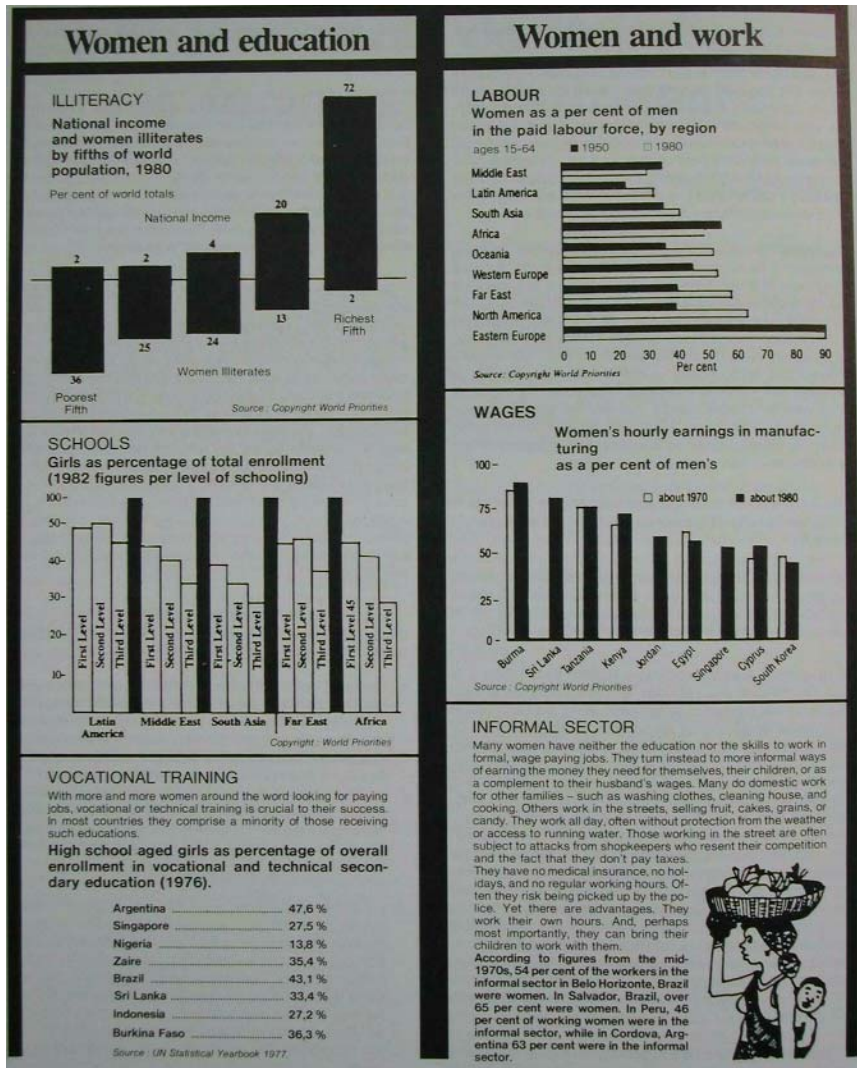 Women and education
ILLITERACY
National income
and women illiterates
by fifths of world
population, 1980
Per cent of world totals
National Income
72
20
4
2
2
36
25
24
13
2
Richest
Fifth
Women Illiterates
Poorest
Fifth
Source : Copyright World Priorities
SCHOOLS
Girls as percentage of total enrollment
(1982 figures per level of schooling)
100-
50-
40-
30-
20-
10-
First Level
Second Level
Third Level
First Level
Second Level
Third Level
First Level
Second Level
Third Level
First Level
Second Level
Third Level
First Level 45
Second Level
Third Level
Latin
America
Middle East
South Asia
Far East
Africa
Copyright : World Priorities
VOCATIONAL TRAINING
With more and more women around the word looking for paying
jobs, vocational or technical training is crucial to their success.
In most countries they comprise a minority of those receiving
such educations.
High school aged girls as percentage of overall
enrollment in vocational and technical secon-
dary education (1976).
Argentina ........................ 47,6 %
Singapore ........................ 27,5 %
Nigeria ........................ 13,8 %
Zaire ........................ 35,4 %
Brazil ........................ 43,1 %
Sri Lanka ........................ 33,4 %
Indonesia ........................ 27,2 %
Burkina Faso ........................ 36,3 %
Source : UN Statistical Yearbook 1977.
Women and work
LABOUR
Women as a per cent of men
in the paid labour force, by region
ages 15-64 ■ 1950 □ 1980
Middle East
Latin America
South Asia
Africa
Oceania
Western Europe
Far East
North America
Eastern Europe
0 10 20 30 40 50 60 70 80 90
Per cent
Source: Copyright World Priorities
WAGES
Women's hourly earnings in manufac-
turing
as a per cent of men's
□ about 1970 ■ about 1980
100-
75-
50-
25-
0-
Burma
Sri Lanka
Tanzania
Kenya
Jordan
Egypt
Singapore
Cyprus
South Korea
Source : Copyright World Priorities
INFORMAL SECTOR
Many women have neither the education nor the skills to work in
formal, wage paying jobs. They turn instead to more informal ways
of earning the money they need for themselves, their children, or as
a complement to their husband's wages. Many do domestic work
for other families – such as washing clothes, cleaning house, and
cooking. Others work in the streets, selling fruit, cakes, grains, or
candy. They work all day, often without protection from the weather
or access to running water. Those working in the street are often
subject to attacks from shopkeepers who resent their competition
and the fact that they don't pay taxes.
They have no medical insurance, no hol-
idays, and no regular working hours. Of-
ten they risk being picked up by the po-
lice. Yet there are advantages. They
work their own hours. And, perhaps
most importantly, they can bring their
children to work with them.
According to figures from the mid-
1970s, 54 per cent of the workers in the
informal sector in Belo Horizonte, Brazil
were women. In Salvador, Brazil, over
65 per cent were women. In Peru, 46
per cent of working women were in the
informal sector, while in Cordova, Arg-
entina 63 per cent were in the informal
sector.